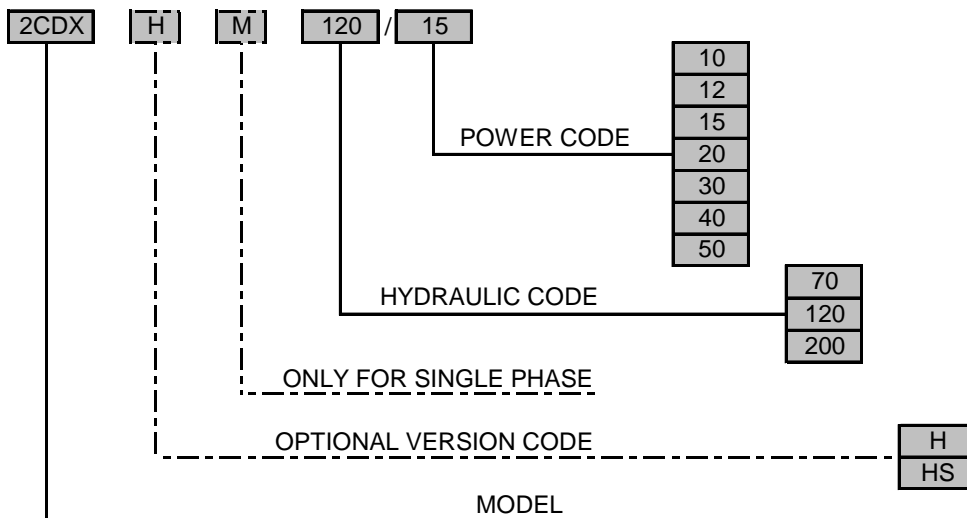 2CDX H M 120 / 15
10
12
15
POWER CODE
20
30
40
50
70
HYDRAULIC CODE
120
200
ONLY FOR SINGLE PHASE
OPTIONAL VERSION CODE
H
HS
MODEL